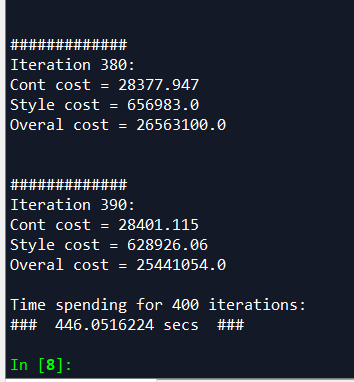 #############
Iteration 380:
Cont cost = 28377.947
Style cost = 656983.0
Overal cost = 26563100.0
#############
Iteration 390:
Cont cost = 28401.115
Style cost = 628926.06
Overal cost = 25441054.0
Time spending for 400 iterations:
###  446.0516224 secs  ###
In [8]: